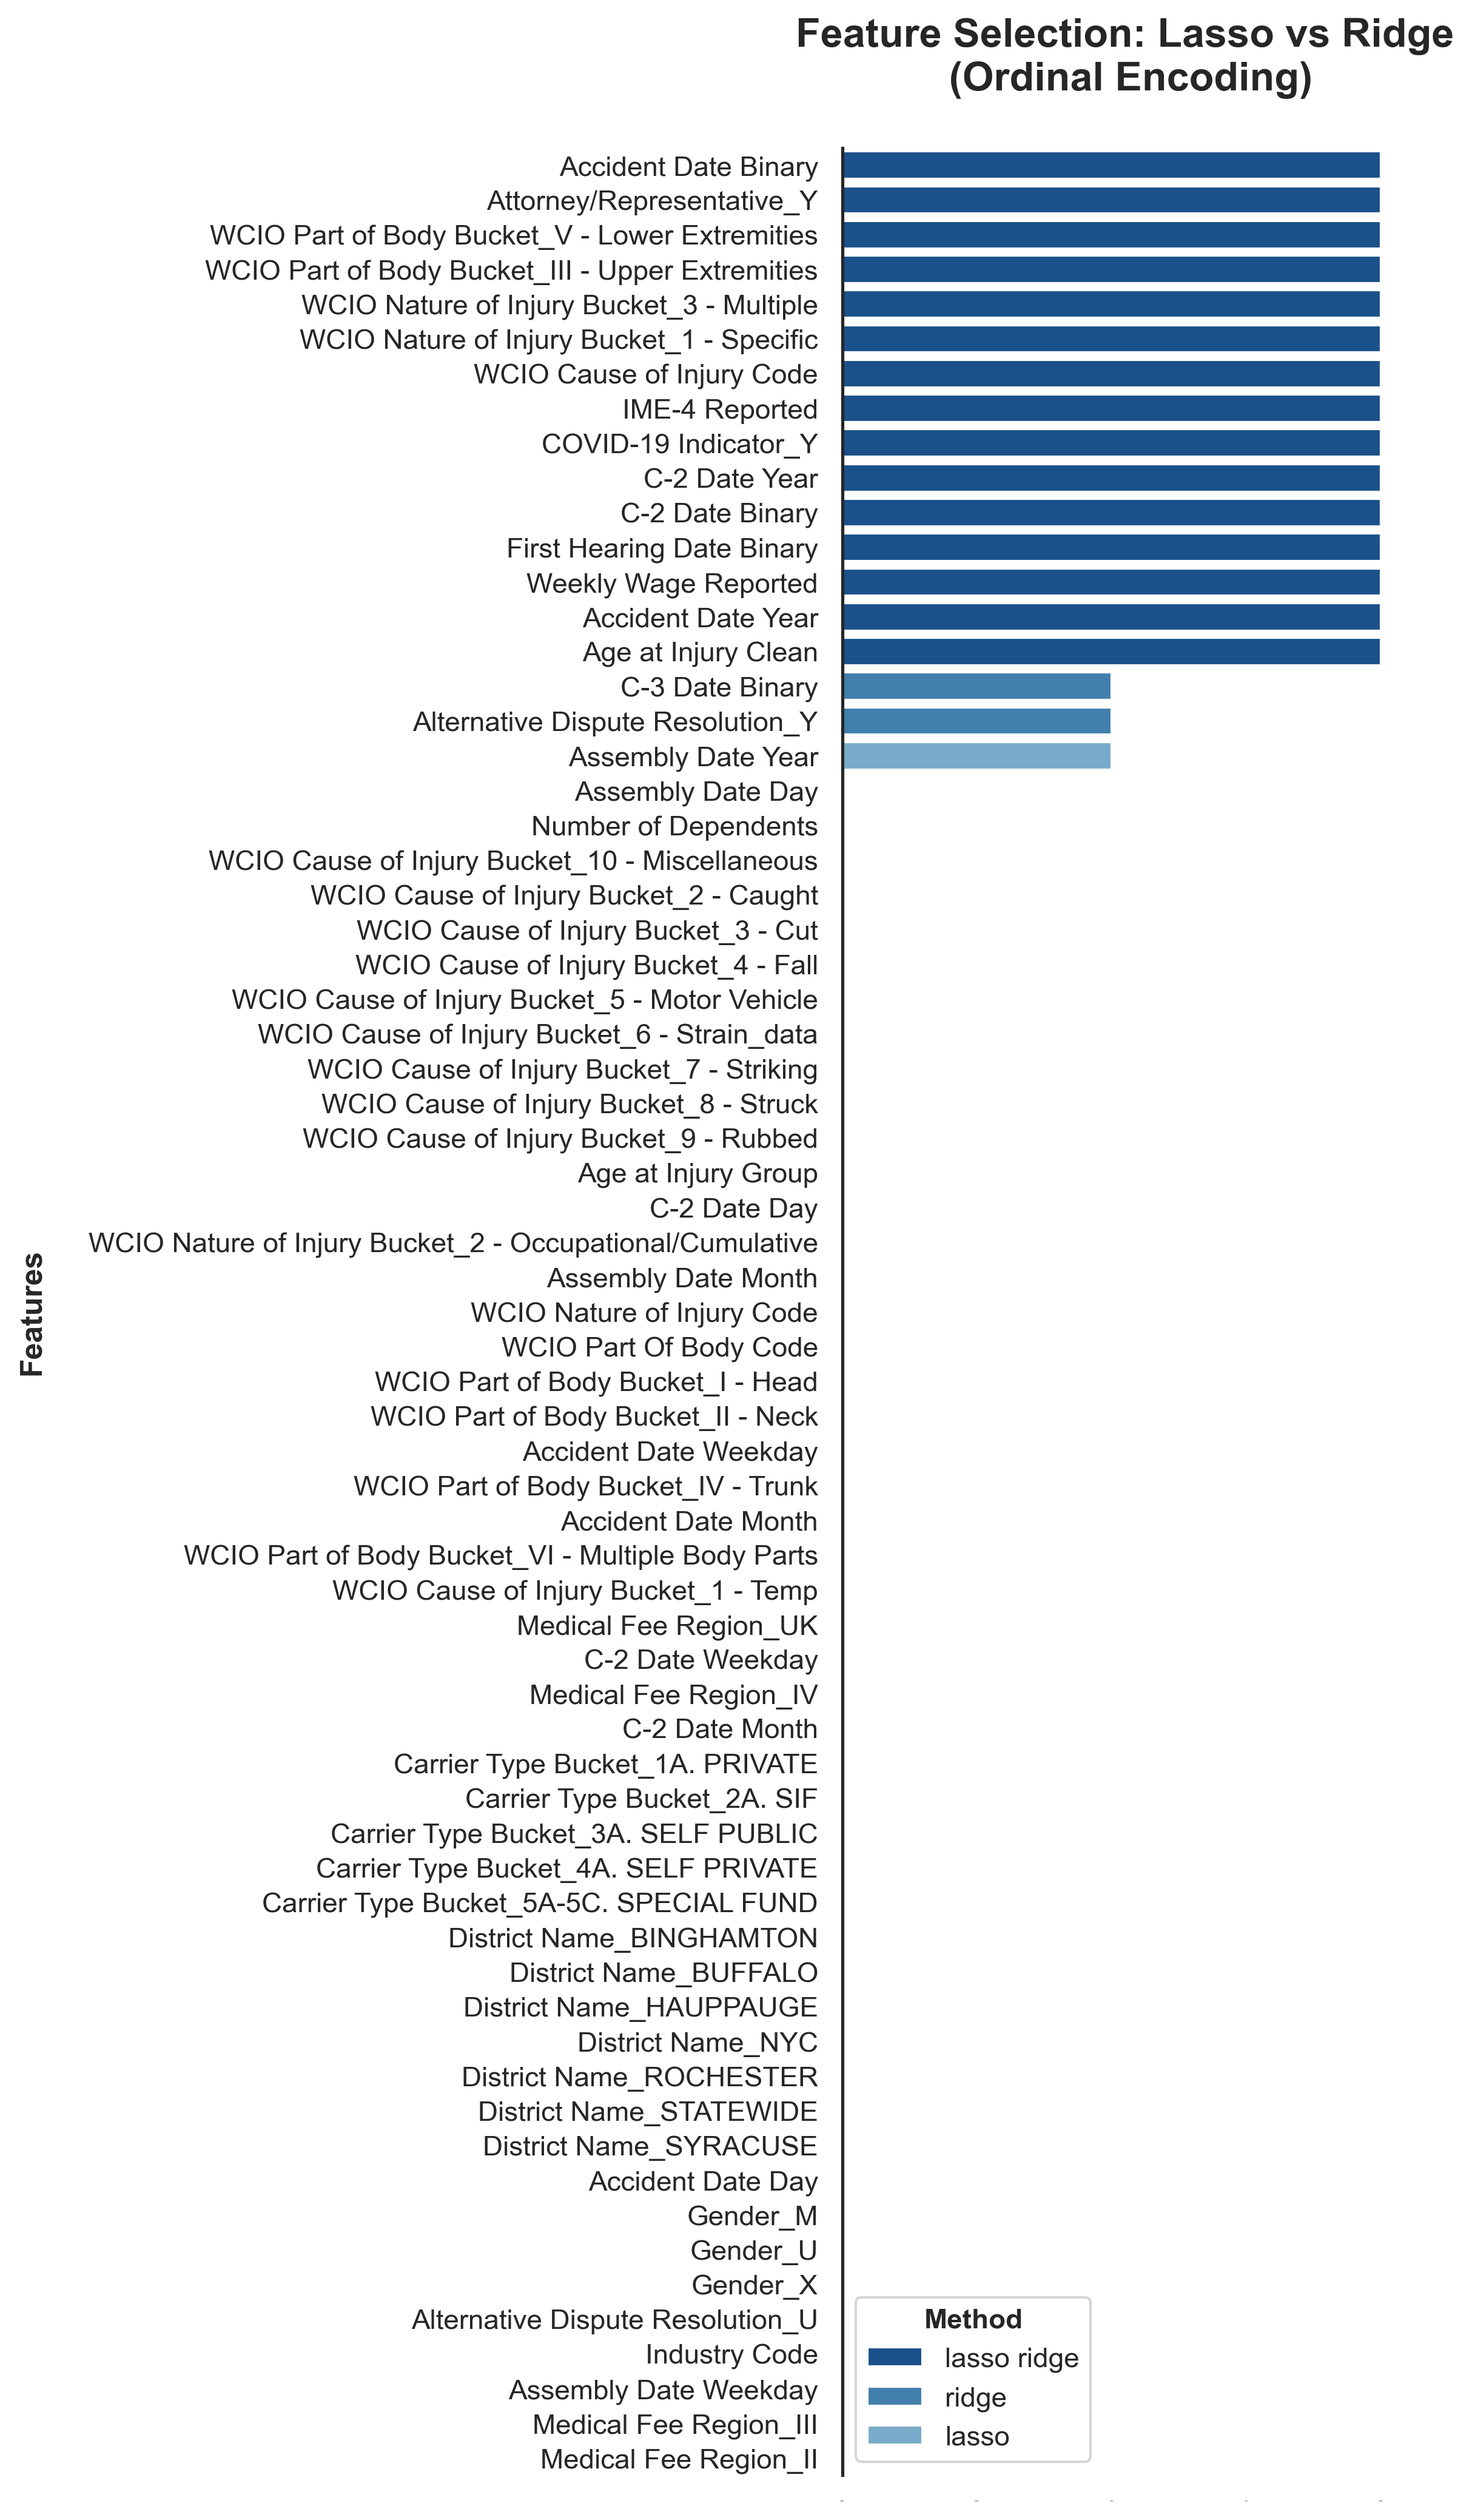 Feature Selection: Lasso vs Ridge
(Ordinal Encoding)
Accident Date Binary
Attorney/Representative_Y
WCIO Part of Body Bucket_V - Lower Extremities
WCIO Part of Body Bucket_III - Upper Extremities
WCIO Nature of Injury Bucket_3 - Multiple
WCIO Nature of Injury Bucket_1 - Specific
WCIO Cause of Injury Code
IME-4 Reported
COVID-19 Indicator_Y
C-2 Date Year
C-2 Date Binary
First Hearing Date Binary
Weekly Wage Reported
Accident Date Year
Age at Injury Clean
C-3 Date Binary
Alternative Dispute Resolution_Y
Assembly Date Year
Assembly Date Day
Number of Dependents
WCIO Cause of Injury Bucket_10 - Miscellaneous
WCIO Cause of Injury Bucket_2 - Caught
WCIO Cause of Injury Bucket_3 - Cut
WCIO Cause of Injury Bucket_4 - Fall
WCIO Cause of Injury Bucket_5 - Motor Vehicle
WCIO Cause of Injury Bucket_6 - Strain_data
WCIO Cause of Injury Bucket_7 - Striking
WCIO Cause of Injury Bucket_8 - Struck
WCIO Cause of Injury Bucket_9 - Rubbed
Age at Injury Group
C-2 Date Day
WCIO Nature of Injury Bucket_2 - Occupational/Cumulative
Assembly Date Month
WCIO Nature of Injury Code
WCIO Part Of Body Code
WCIO Part of Body Bucket_I - Head
WCIO Part of Body Bucket_II - Neck
Accident Date Weekday
WCIO Part of Body Bucket_IV - Trunk
Accident Date Month
WCIO Part of Body Bucket_VI - Multiple Body Parts
WCIO Cause of Injury Bucket_1 - Temp
Medical Fee Region_UK
C-2 Date Weekday
Medical Fee Region_IV
C-2 Date Month
Carrier Type Bucket_1A. PRIVATE
Carrier Type Bucket_2A. SIF
Carrier Type Bucket_3A. SELF PUBLIC
Carrier Type Bucket_4A. SELF PRIVATE
Carrier Type Bucket_5A-5C. SPECIAL FUND
District Name_BINGHAMTON
District Name_BUFFALO
District Name_HAUPPAUGE
District Name_NYC
District Name_ROCHESTER
District Name_STATEWIDE
District Name_SYRACUSE
Accident Date Day
Gender_M
Gender_U
Gender_X
Alternative Dispute Resolution_U
Industry Code
Assembly Date Weekday
Medical Fee Region_III
Medical Fee Region_II
Features
Method
lasso ridge
ridge
lasso